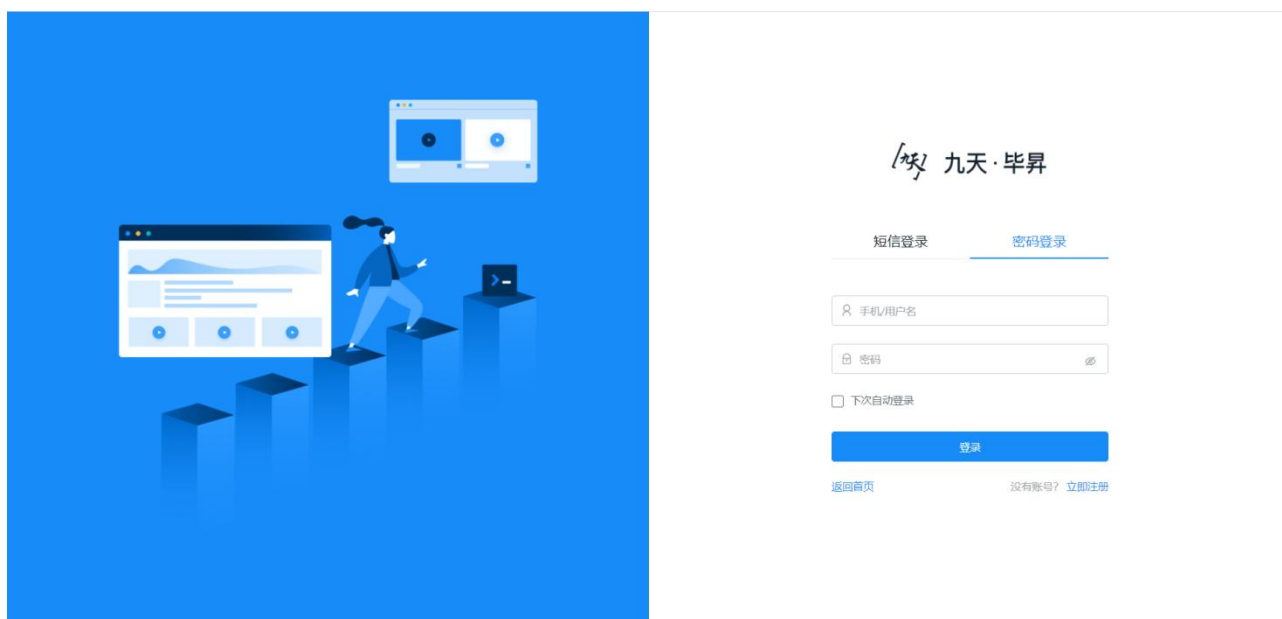 九天·毕昇
短信登录 密码登录
手机/用户名
密码
下次自动登录
登录
返回首页 没有账号? 立即注册